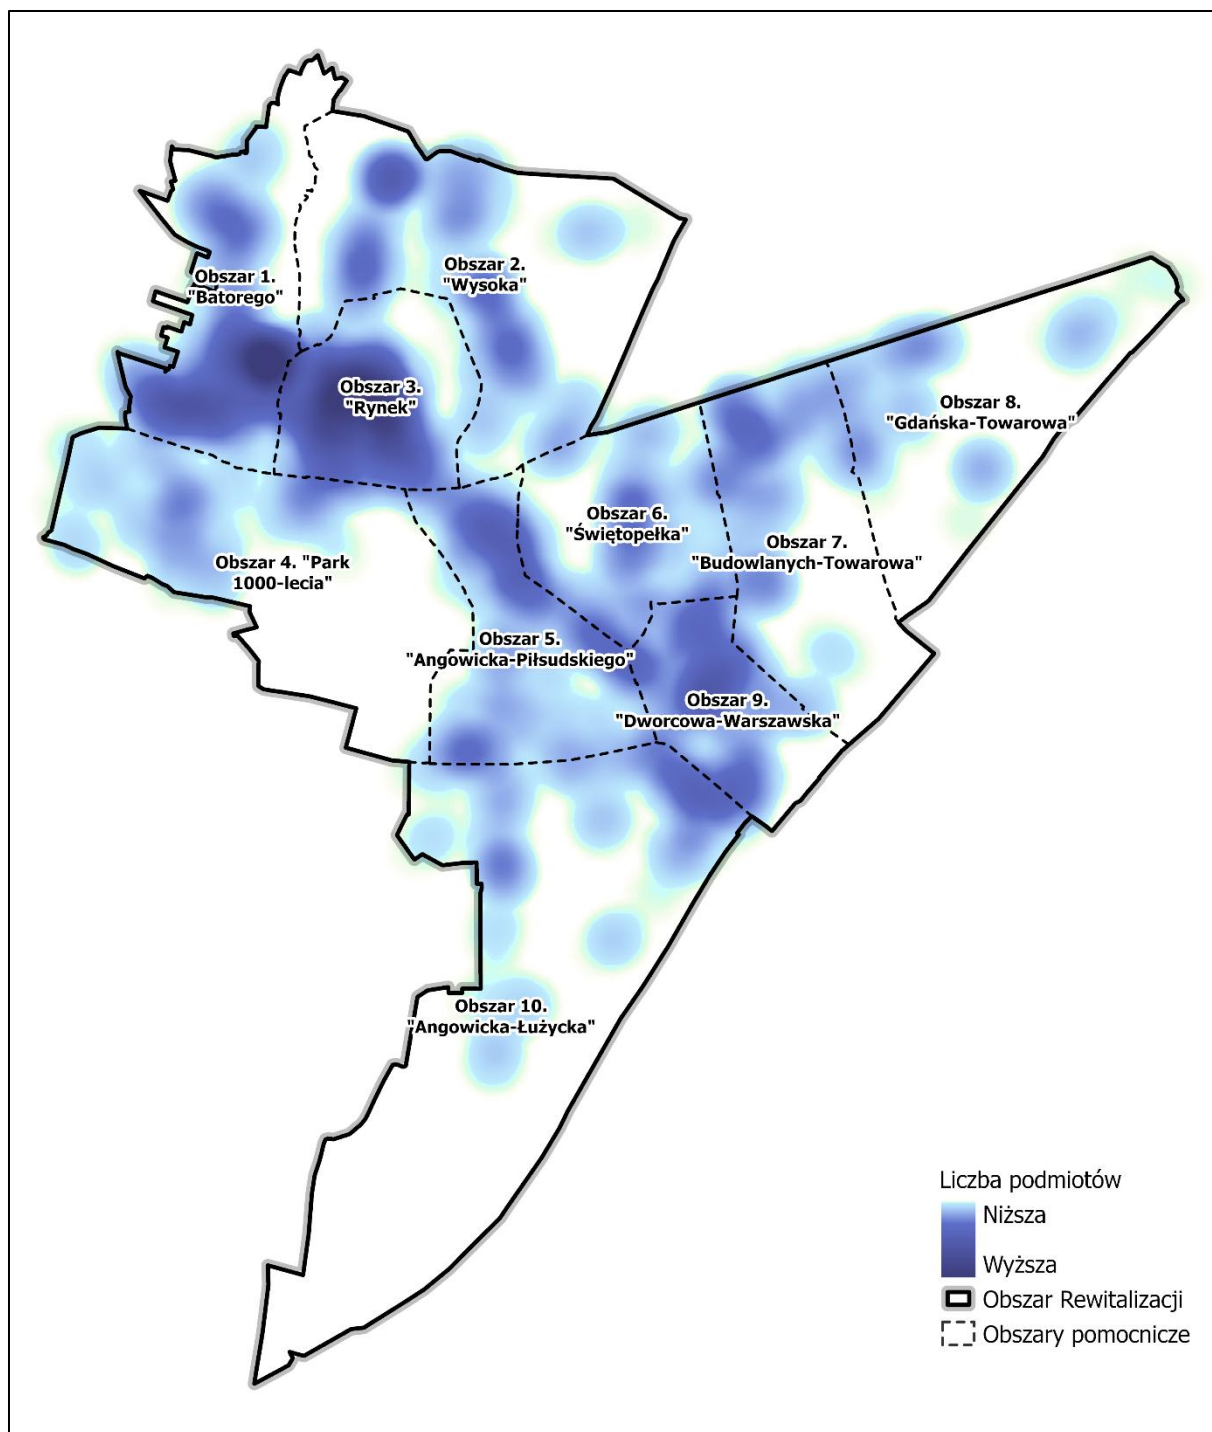 Obszar 1.
"Batorego"
Obszar 2.
"Wysoka"
Obszar 3.
"Rynek"
Obszar 8.
"Gdańska-Towarowa"
Obszar 6.
"Świętopełka"
Obszar 7.
"Budowlanych-Towarowa"
Obszar 4. "Park
1000-lecia"
Obszar 5.
"Angowicka-Piłsudskiego"
Obszar 9.
"Dworcowa-Warszawska"
Obszar 10.
"Angowicka-Łużycka"
Liczba podmiotów
Niższa
Wyższa
Obszar Rewitalizacji
Obszary pomocnicze